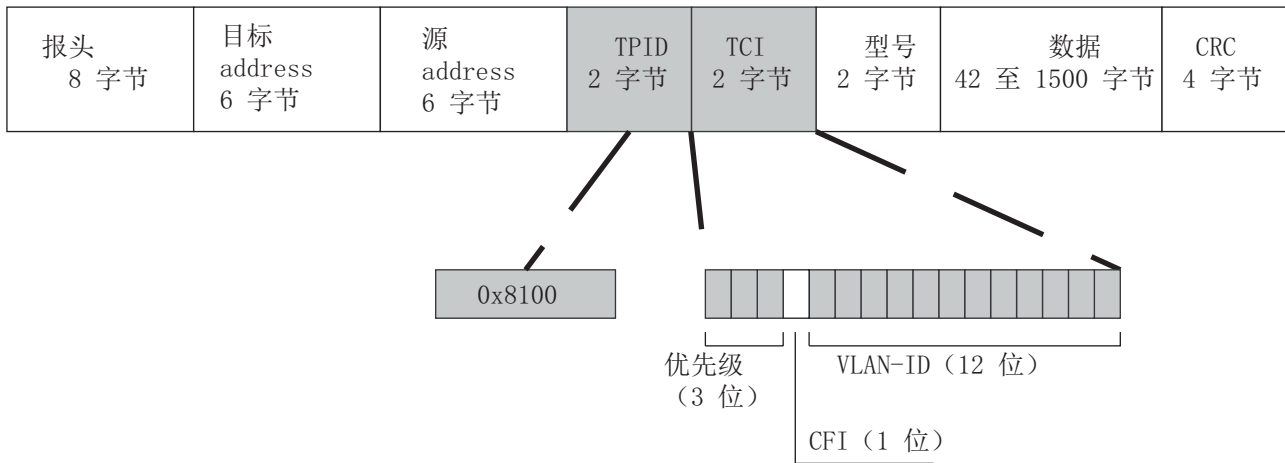 报头
8 字节
目标
address
6 字节
源
address
6 字节
TPID
2 字节
TCI
2 字节
型号
2 字节
数据
42 至 1500 字节
CRC
4 字节
0x8100
优先级
（3 位）
VLAN-ID（12 位）
CFI（1 位）